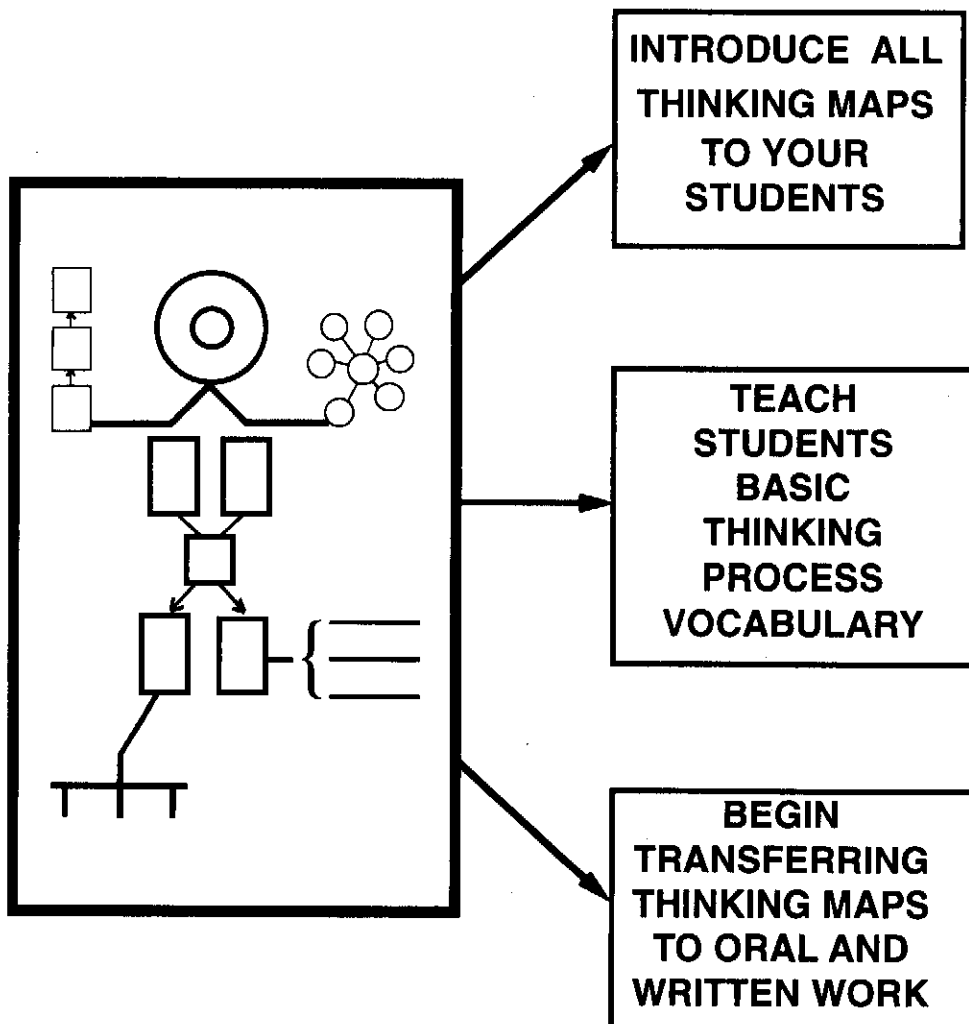 INTRODUCE ALL
THINKING MAPS
TO YOUR
STUDENTS
TEACH
STUDENTS
BASIC
THINKING
PROCESS
VOCABULARY
BEGIN
TRANSFERRING
THINKING MAPS
TO ORAL AND
WRITTEN WORK